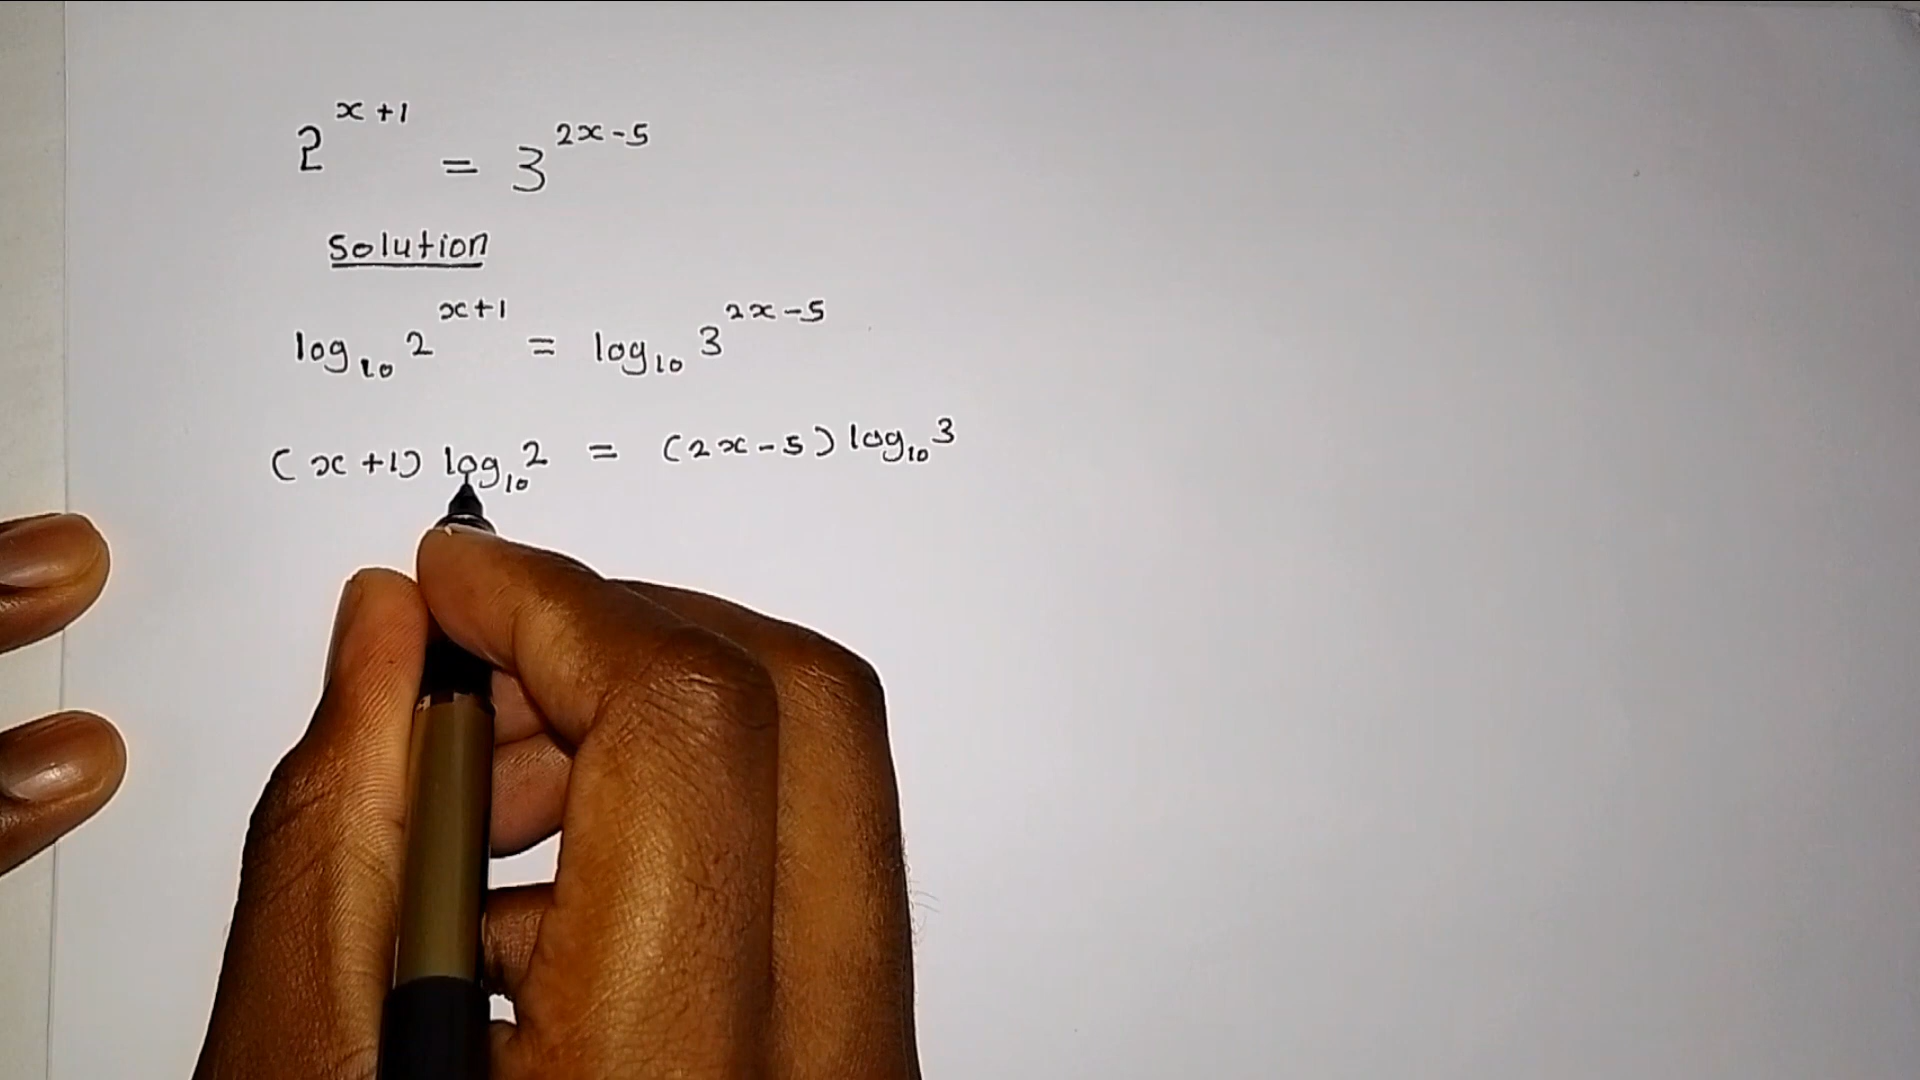 2^{x+1} = 3^{2x-5}
Solution
log₁₀ 2^{x+1} = log₁₀ 3^{2x-5}
(x+1) log₁₀ 2 = (2x-5) log₁₀ 3